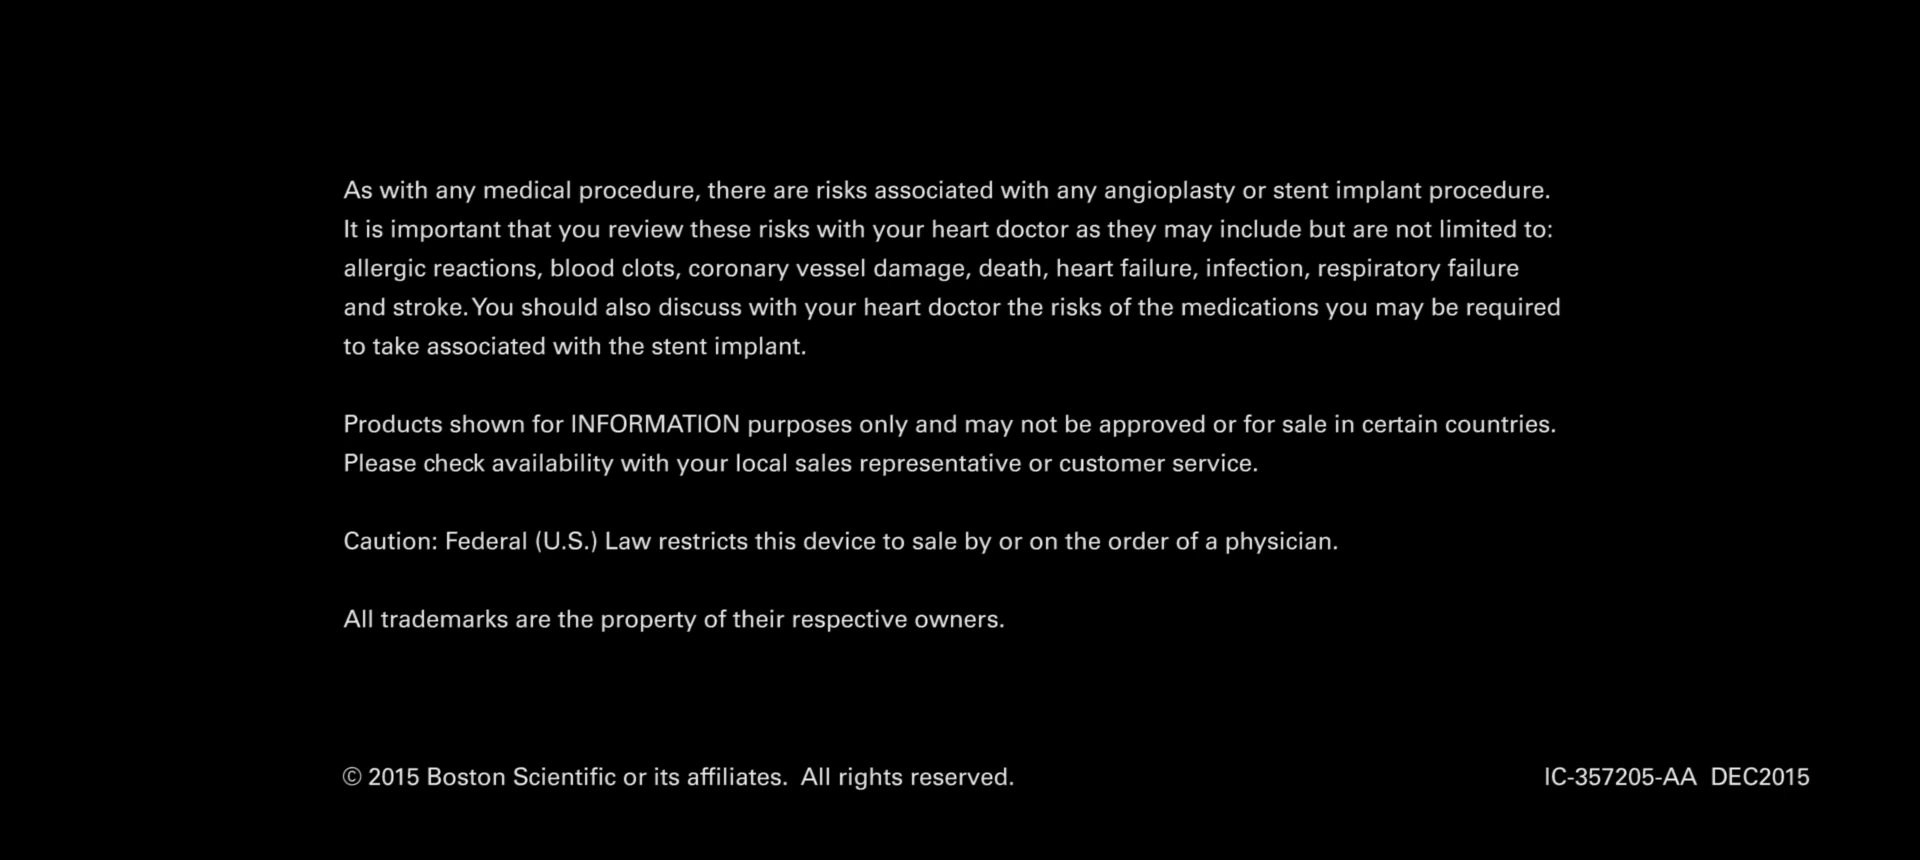 As with any medical procedure, there are risks associated with any angioplasty or stent implant procedure.
It is important that you review these risks with your heart doctor as they may include but are not limited to:
allergic reactions, blood clots, coronary vessel damage, death, heart failure, infection, respiratory failure
and stroke. You should also discuss with your heart doctor the risks of the medications you may be required
to take associated with the stent implant.
Products shown for INFORMATION purposes only and may not be approved or for sale in certain countries.
Please check availability with your local sales representative or customer service.
Caution: Federal (U.S.) Law restricts this device to sale by or on the order of a physician.
All trademarks are the property of their respective owners.
© 2015 Boston Scientific or its affiliates.  All rights reserved.
IC-357205-AA  DEC2015